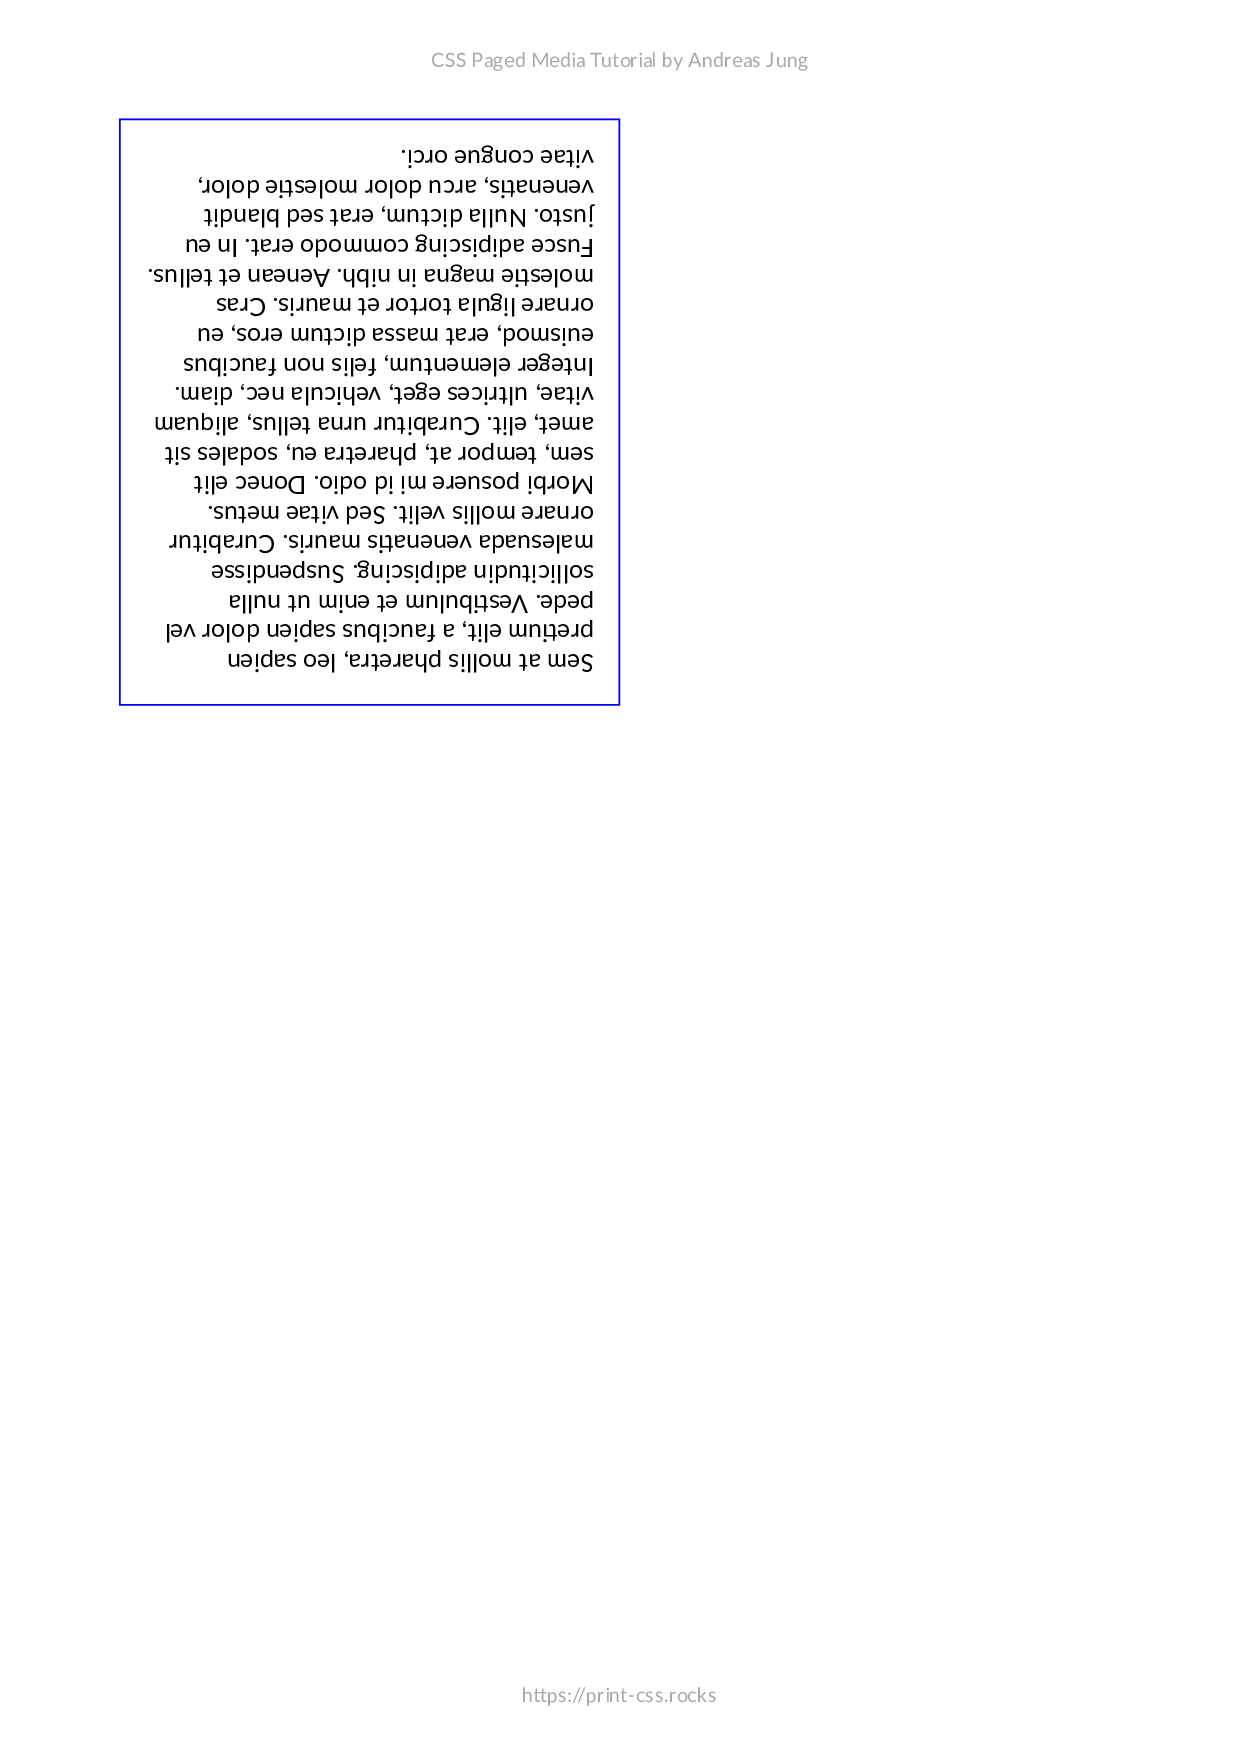 CSS Paged Media Tutorial by Andreas Jung
Sem at mollis pharetra, leo sapien
pretium elit, a faucibus sapien dolor vel
pede. Vestibulum et enim ut nulla
sollicitudin adipiscing. Suspendisse
malesuada venenatis mauris. Curabitur
ornare mollis velit. Sed vitae metus.
Morbi posuere mi id odio. Donec elit
sem, tempor at, pharetra eu, sodales sit
amet, elit. Curabitur urna tellus, aliquam
vitae, ultrices eget, vehicula nec, diam.
Integer elementum, felis non faucibus
euismod, erat massa dictum eros, eu
ornare ligula tortor et mauris. Cras
molestie magna in nibh. Aenean et tellus.
Fusce adipiscing commodo erat. In eu
justo. Nulla dictum, erat sed blandit
venenatis, arcu dolor molestie dolor,
vitae congue orci.
https://print-css.rocks